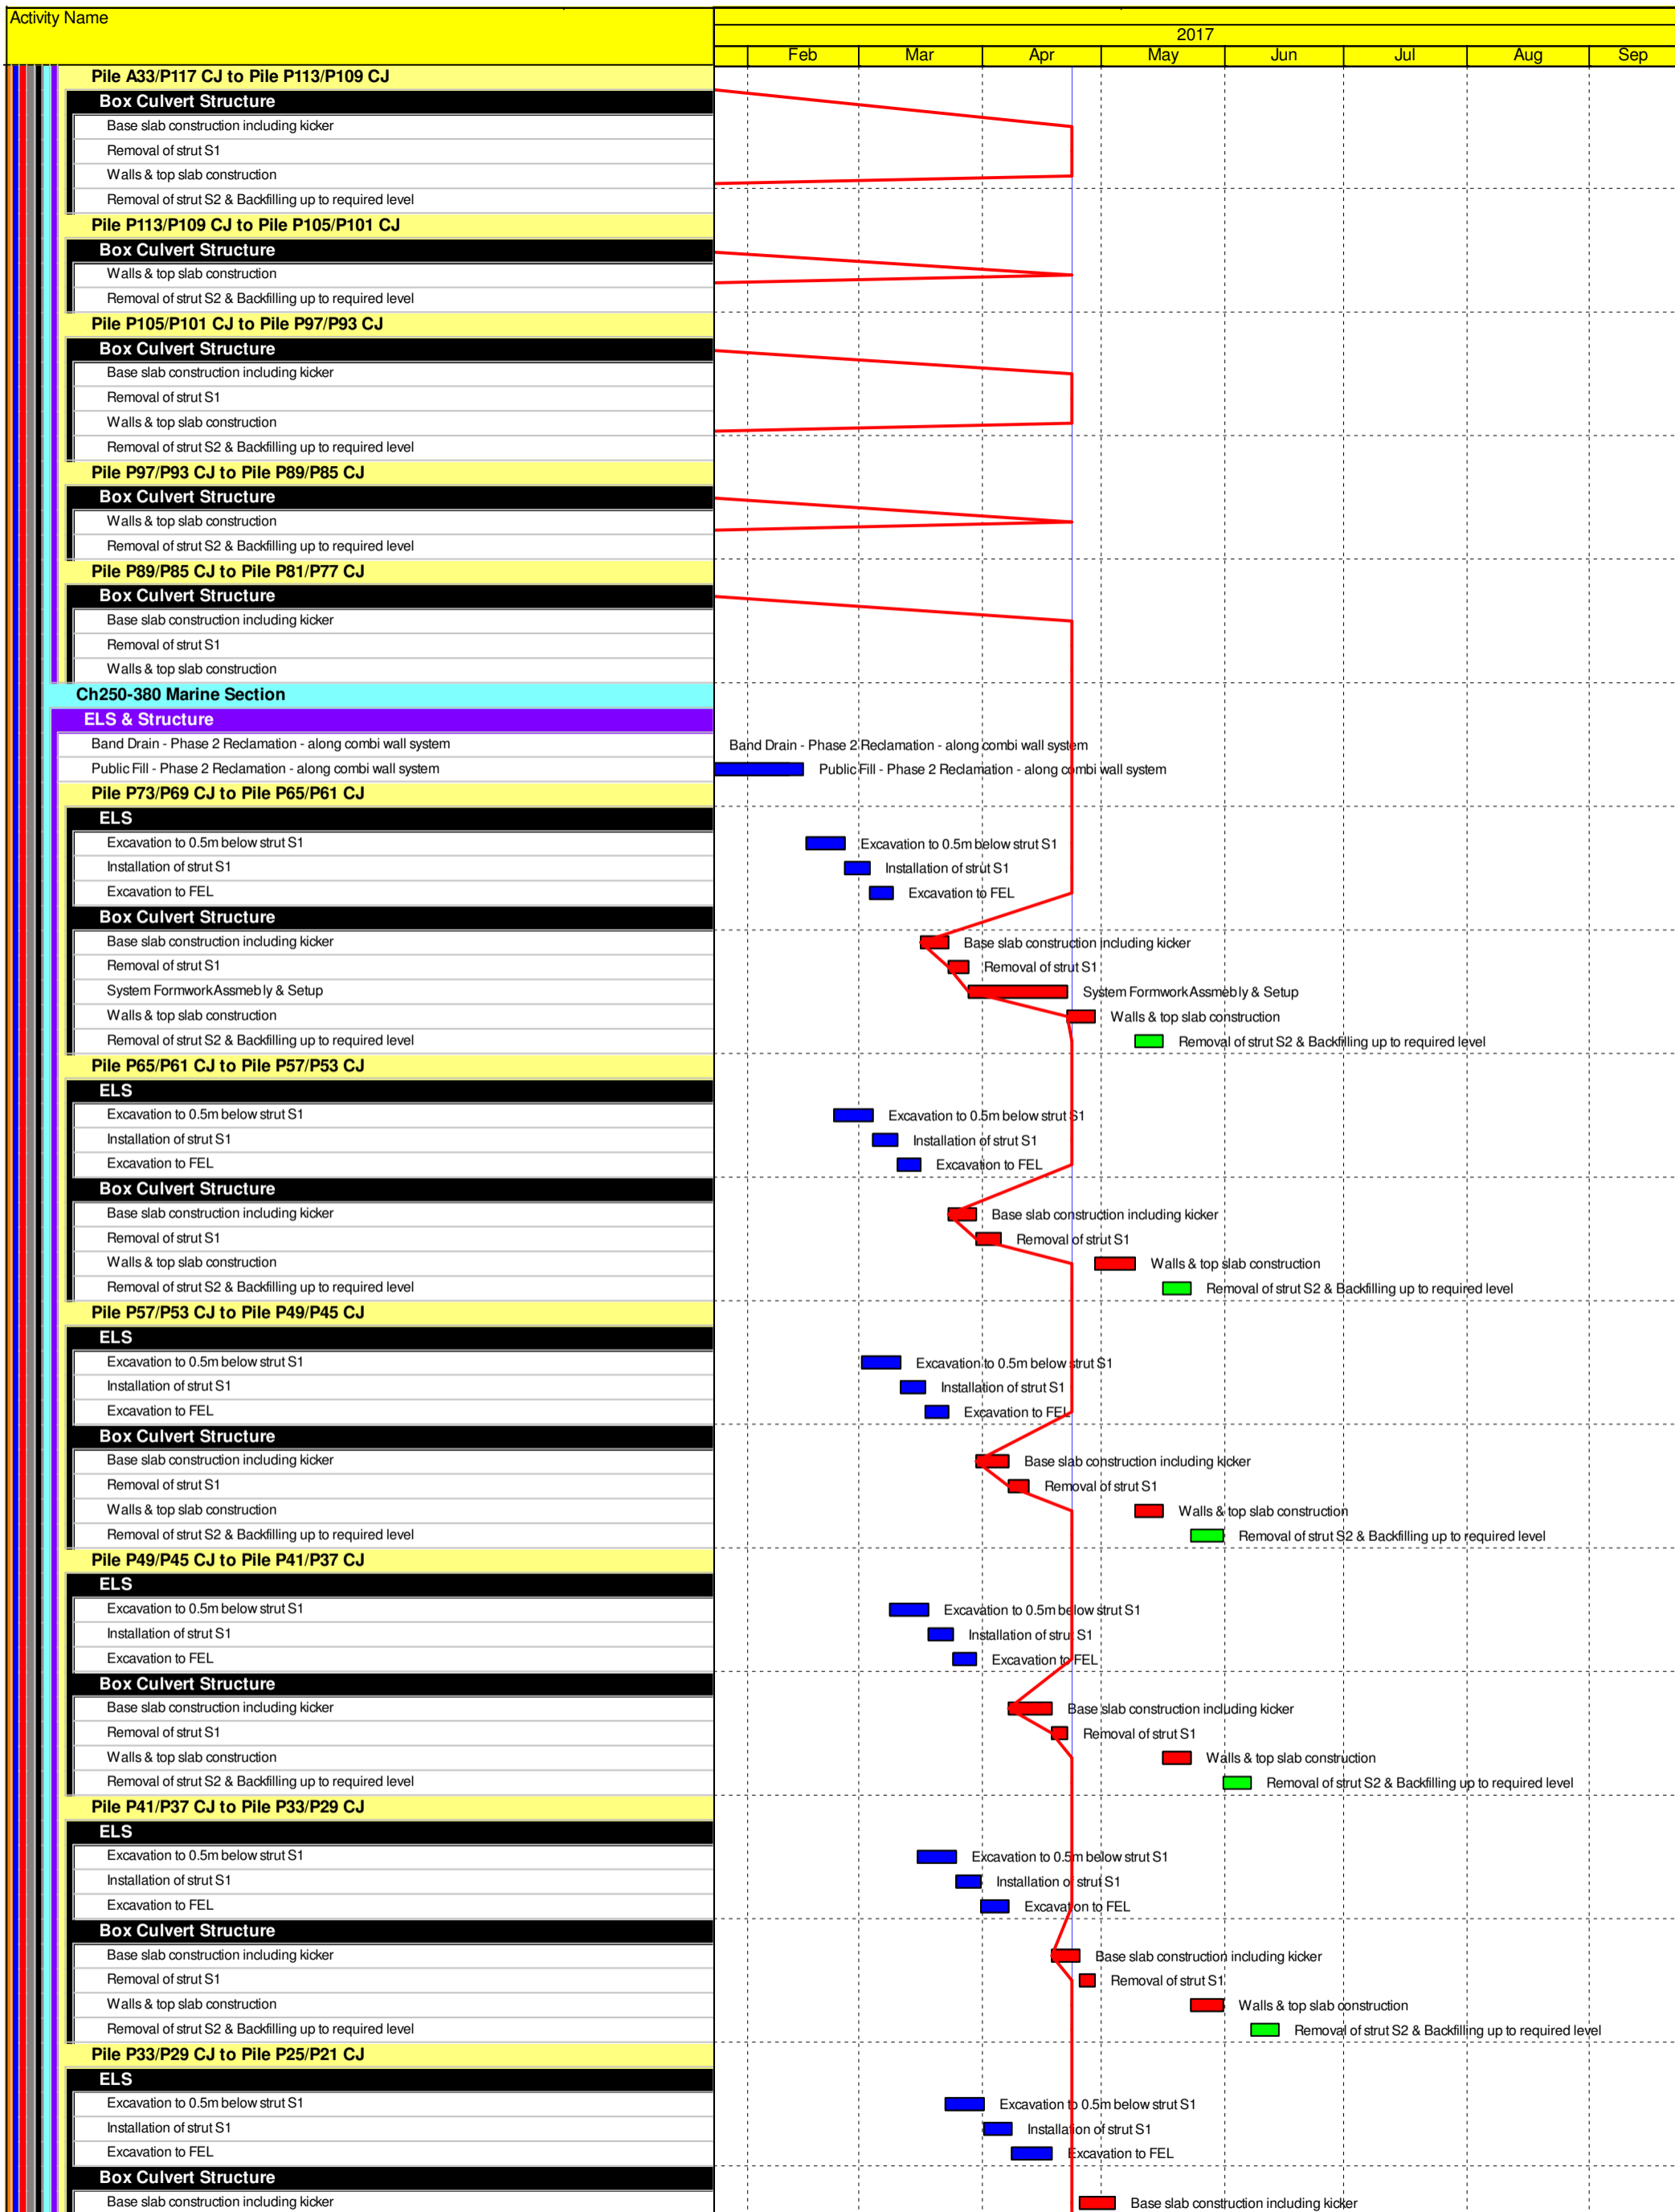 Activity Name
2017
Feb Mar Apr May Jun Jul Aug Sep
Pile A33/P117 CJ to Pile P113/P109 CJ
Box Culvert Structure
Base slab construction including kicker
Removal of strut S1
Walls & top slab construction
Removal of strut S2 & Backfilling up to required level
Pile P113/P109 CJ to Pile P105/P101 CJ
Box Culvert Structure
Walls & top slab construction
Removal of strut S2 & Backfilling up to required level
Pile P105/P101 CJ to Pile P97/P93 CJ
Box Culvert Structure
Base slab construction including kicker
Removal of strut S1
Walls & top slab construction
Removal of strut S2 & Backfilling up to required level
Pile P97/P93 CJ to Pile P89/P85 CJ
Box Culvert Structure
Walls & top slab construction
Removal of strut S2 & Backfilling up to required level
Pile P89/P85 CJ to Pile P81/P77 CJ
Box Culvert Structure
Base slab construction including kicker
Removal of strut S1
Walls & top slab construction
Ch250-380 Marine Section
ELS & Structure
Band Drain - Phase 2 Reclamation - along combi wall system Band Drain - Phase 2 Reclamation - along combi wall system
Public Fill - Phase 2 Reclamation - along combi wall system Public Fill - Phase 2 Reclamation - along combi wall system
Pile P73/P69 CJ to Pile P65/P61 CJ
ELS
Excavation to 0.5m below strut S1 Excavation to 0.5m below strut S1
Installation of strut S1 Installation of strut S1
Excavation to FEL Excavation to FEL
Box Culvert Structure
Base slab construction including kicker Base slab construction including kicker
Removal of strut S1 Removal of strut S1
System Formwork Assmebly & Setup System Formwork Assmebly & Setup
Walls & top slab construction Walls & top slab construction
Removal of strut S2 & Backfilling up to required level Removal of strut S2 & Backfilling up to required level
Pile P65/P61 CJ to Pile P57/P53 CJ
ELS
Excavation to 0.5m below strut S1 Excavation to 0.5m below strut S1
Installation of strut S1 Installation of strut S1
Excavation to FEL Excavation to FEL
Box Culvert Structure
Base slab construction including kicker Base slab construction including kicker
Removal of strut S1 Removal of strut S1
Walls & top slab construction Walls & top slab construction
Removal of strut S2 & Backfilling up to required level Removal of strut S2 & Backfilling up to required level
Pile P57/P53 CJ to Pile P49/P45 CJ
ELS
Excavation to 0.5m below strut S1 Excavation to 0.5m below strut S1
Installation of strut S1 Installation of strut S1
Excavation to FEL Excavation to FEL
Box Culvert Structure
Base slab construction including kicker Base slab construction including kicker
Removal of strut S1 Removal of strut S1
Walls & top slab construction Walls & top slab construction
Removal of strut S2 & Backfilling up to required level Removal of strut S2 & Backfilling up to required level
Pile P49/P45 CJ to Pile P41/P37 CJ
ELS
Excavation to 0.5m below strut S1 Excavation to 0.5m below strut S1
Installation of strut S1 Installation of strut S1
Excavation to FEL Excavation to FEL
Box Culvert Structure
Base slab construction including kicker Base slab construction including kicker
Removal of strut S1 Removal of strut S1
Walls & top slab construction Walls & top slab construction
Removal of strut S2 & Backfilling up to required level Removal of strut S2 & Backfilling up to required level
Pile P41/P37 CJ to Pile P33/P29 CJ
ELS
Excavation to 0.5m below strut S1 Excavation to 0.5m below strut S1
Installation of strut S1 Installation of strut S1
Excavation to FEL Excavation to FEL
Box Culvert Structure
Base slab construction including kicker Base slab construction including kicker
Removal of strut S1 Removal of strut S1
Walls & top slab construction Walls & top slab construction
Removal of strut S2 & Backfilling up to required level Removal of strut S2 & Backfilling up to required level
Pile P33/P29 CJ to Pile P25/P21 CJ
ELS
Excavation to 0.5m below strut S1 Excavation to 0.5m below strut S1
Installation of strut S1 Installation of strut S1
Excavation to FEL Excavation to FEL
Box Culvert Structure
Base slab construction including kicker Base slab construction including kicker